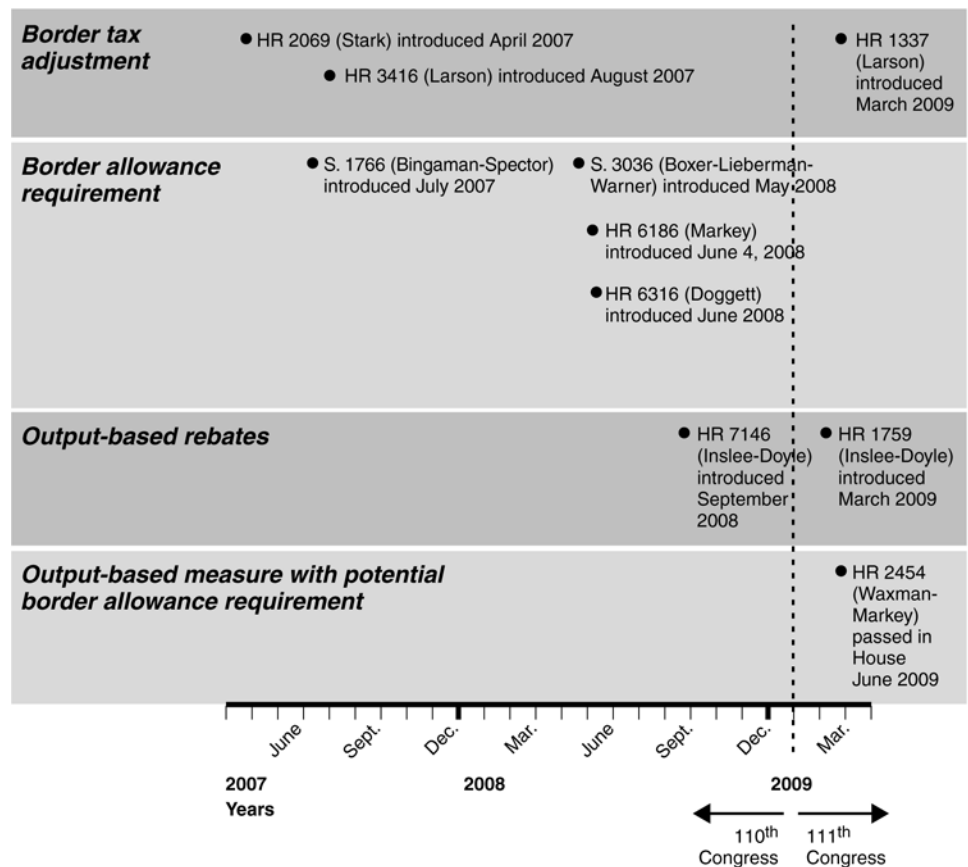 Border tax
adjustment
HR 2069 (Stark) introduced April 2007
HR 3416 (Larson) introduced August 2007
HR 1337
(Larson)
introduced
March 2009
Border allowance
requirement
S. 1766 (Bingaman-Spector)
introduced July 2007
S. 3036 (Boxer-Lieberman-
Warner) introduced May 2008
HR 6186 (Markey)
introduced June 4, 2008
HR 6316 (Doggett)
introduced June 2008
Output-based rebates
HR 7146
(Inslee-Doyle)
introduced
September
2008
HR 1759
(Inslee-Doyle)
introduced
March 2009
Output-based measure with potential
border allowance requirement
HR 2454
(Waxman-
Markey)
passed in
House
June 2009
June Sept. Dec. Mar. June Sept. Dec. Mar.
2007 2008 2009
Years
110th
Congress
111th
Congress